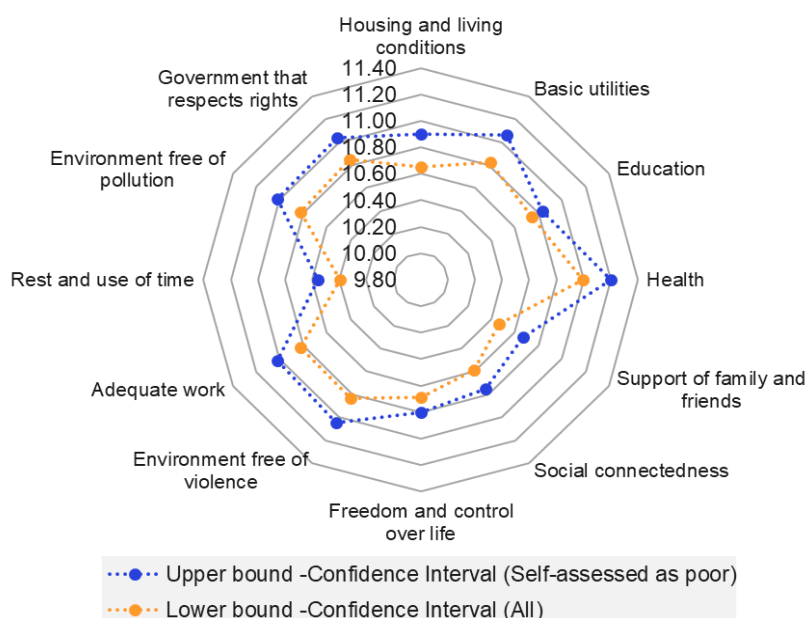 Housing and living
conditions
Basic utilities
Education
Health
Support of family and
friends
Social connectedness
Freedom and control
over life
Environment free of
violence
Adequate work
Rest and use of time
Environment free of
pollution
Government that
respects rights
11.40
11.20
11.00
10.80
10.60
10.40
10.20
10.00
9.80
Upper bound -Confidence Interval (Self-assessed as poor)
Lower bound -Confidence Interval (All)